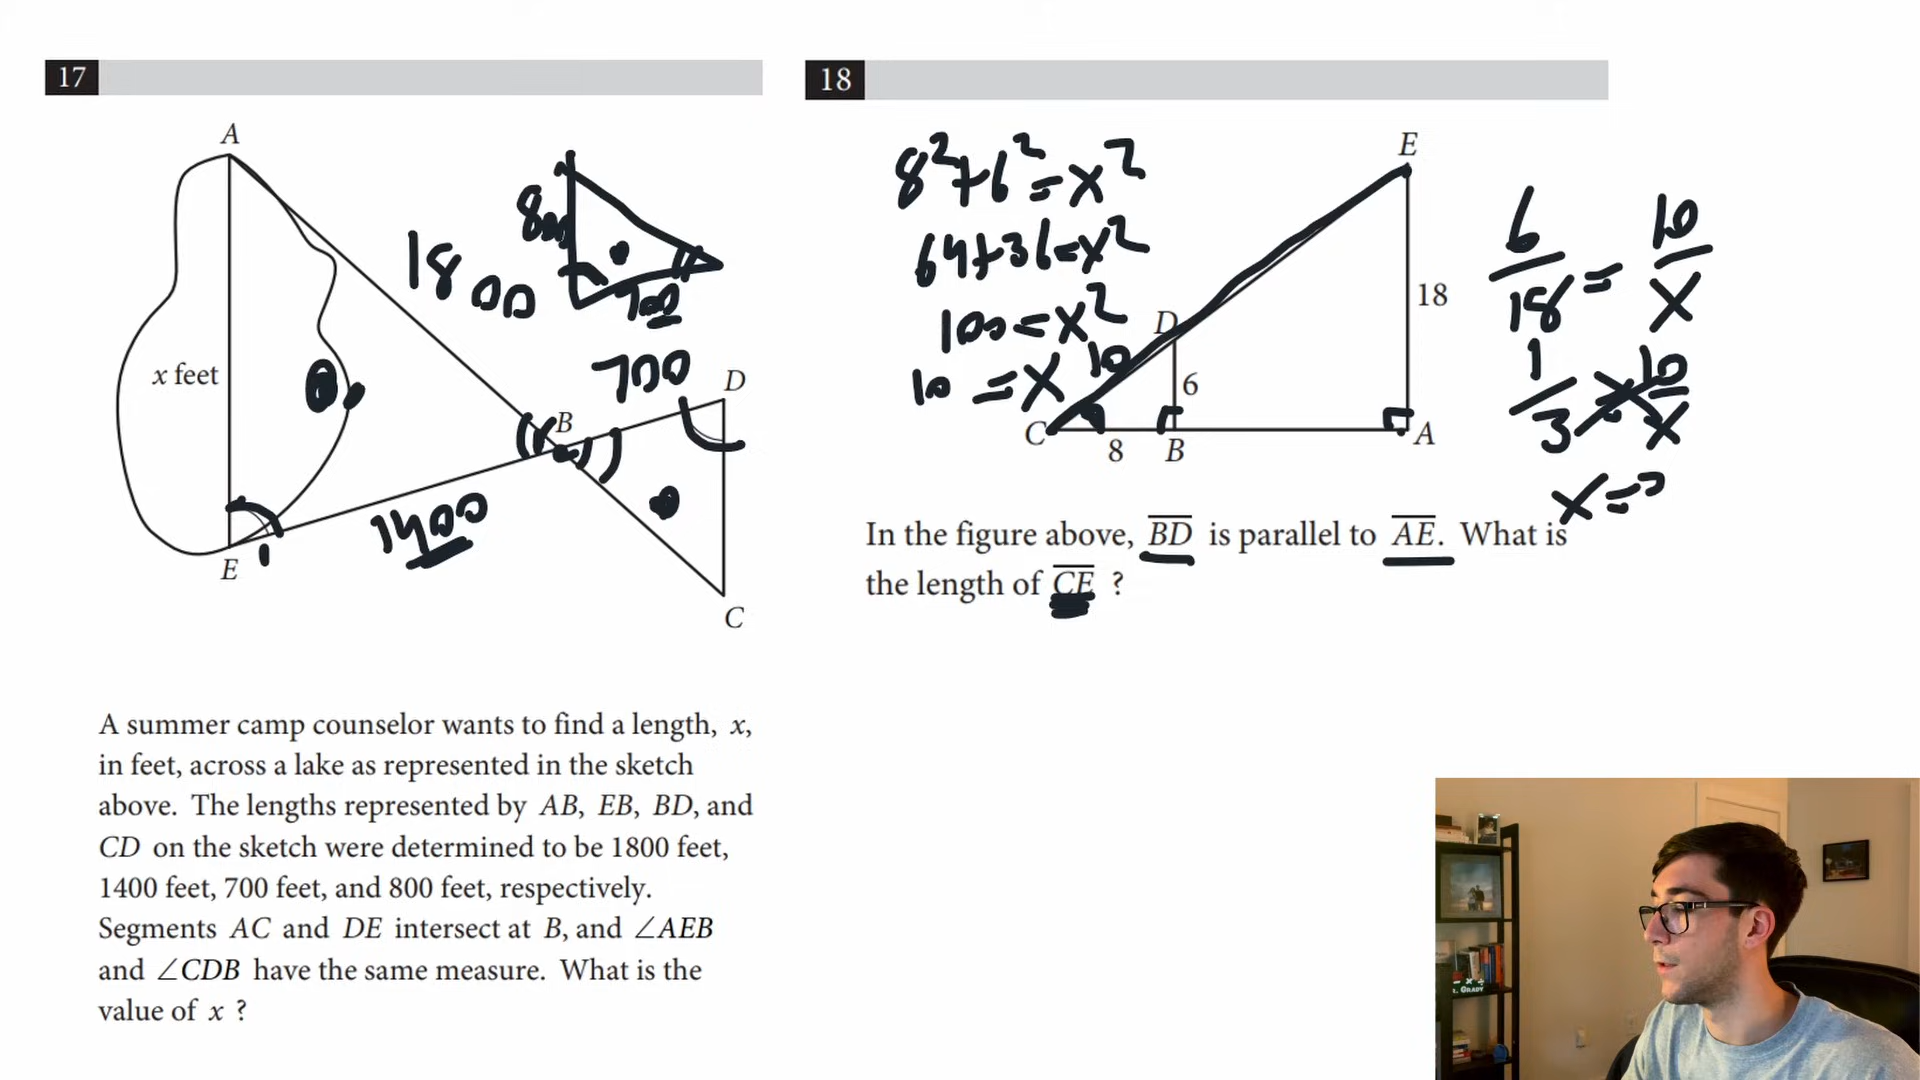 17
A
x feet
E
B
D
C
1800
800
700
700
1400
A summer camp counselor wants to find a length, x,
in feet, across a lake as represented in the sketch
above. The lengths represented by AB, EB, BD, and
CD on the sketch were determined to be 1800 feet,
1400 feet, 700 feet, and 800 feet, respectively.
Segments AC and DE intersect at B, and ∠AEB
and ∠CDB have the same measure. What is the
value of x ?
18
8²+6²=x²
64+36=x²
100=x²
10=x
10
E
D
18
6
C
8
B
A
6/18=10/x
1/3=10/x
x=3
In the figure above, BD is parallel to AE. What is
the length of CE ?
GRADY